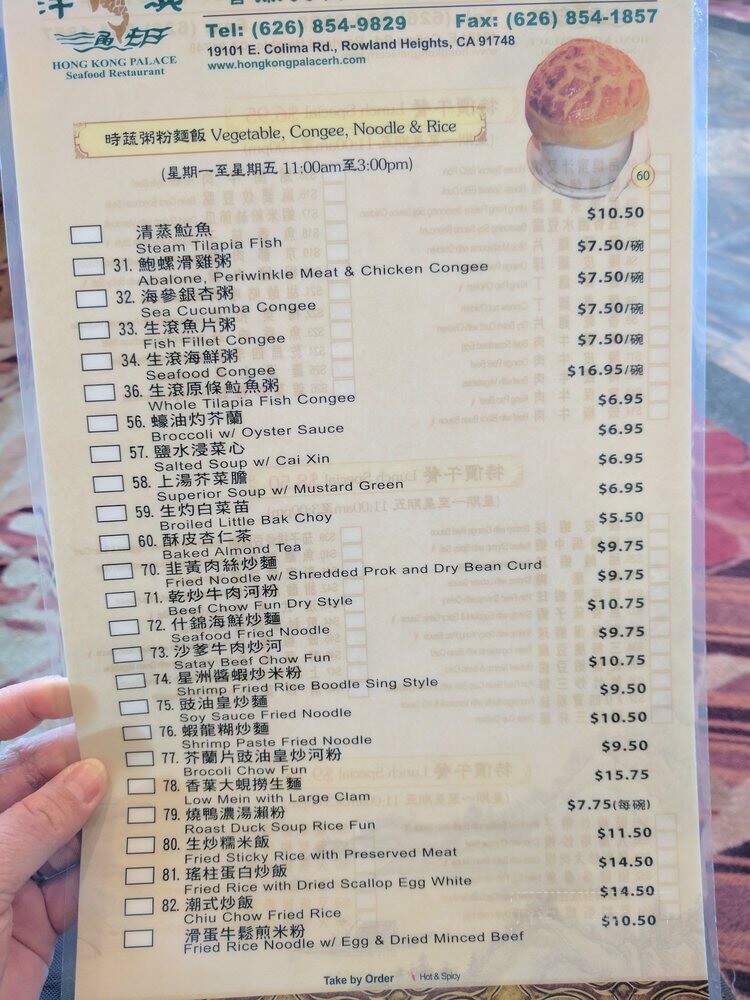 HONG KONG PALACE
Seafood Restaurant
Tel: (626) 854-9829 Fax: (626) 854-1857
19101 E. Colima Rd., Rowland Heights, CA 91748
www.hongkongpalacerh.com
時蔬粥粉麵飯 Vegetable, Congee, Noodle & Rice
(星期一至星期五 11:00am至3:00pm)
60
清蒸鮋魚 $10.50
Steam Tilapia Fish
31. 鮑螺滑雞粥 $7.50/碗
Abalone, Periwinkle Meat & Chicken Congee
32. 海參銀杏粥 $7.50/碗
Sea Cucumba Congee
33. 生滾魚片粥 $7.50/碗
Fish Fillet Congee
34. 生滾海鮮粥 $7.50/碗
Seafood Congee
36. 生滾原條鮋魚粥 $16.95/碗
Whole Tilapia Fish Congee
56. 蠔油灼芥蘭 $6.95
Broccoli w/ Oyster Sauce
57. 鹽水浸菜心 $6.95
Salted Soup w/ Cai Xin
58. 上湯芥菜膽 $6.95
Superior Soup w/ Mustard Green
59. 生灼白菜苗 $6.95
Broiled Little Bak Choy
60. 酥皮杏仁茶 $5.50
Baked Almond Tea
70. 韭黃肉絲炒麵 $9.75
Fried Noodle w/ Shredded Prok and Dry Bean Curd
71. 乾炒牛肉河粉 $9.75
Beef Chow Fun Dry Style
72. 什錦海鮮炒麵 $10.75
Seafood Fried Noodle
73. 沙爹牛肉炒河 $9.75
Satay Beef Chow Fun
74. 星洲醬蝦炒米粉 $10.75
Shrimp Fried Rice Boodle Sing Style
75. 豉油皇炒麵 $9.50
Soy Sauce Fried Noodle
76. 蝦龍糊炒麵 $10.50
Shrimp Paste Fried Noodle
77. 芥蘭片豉油皇炒河粉 $9.50
Brocoli Chow Fun
78. 香葉大蜆撈生麵 $15.75
Low Mein with Large Clam
79. 燒鴨濃湯瀨粉 $7.75(每碗)
Roast Duck Soup Rice Fun
80. 生炒糯米飯 $11.50
Fried Sticky Rice with Preserved Meat
81. 瑤柱蛋白炒飯 $14.50
Fried Rice with Dried Scallop Egg White
82. 潮式炒飯 $14.50
Chiu Chow Fried Rice
滑蛋牛鬆煎米粉 $10.50
Fried Rice Noodle w/ Egg & Dried Minced Beef
Take by Order Hot & Spicy